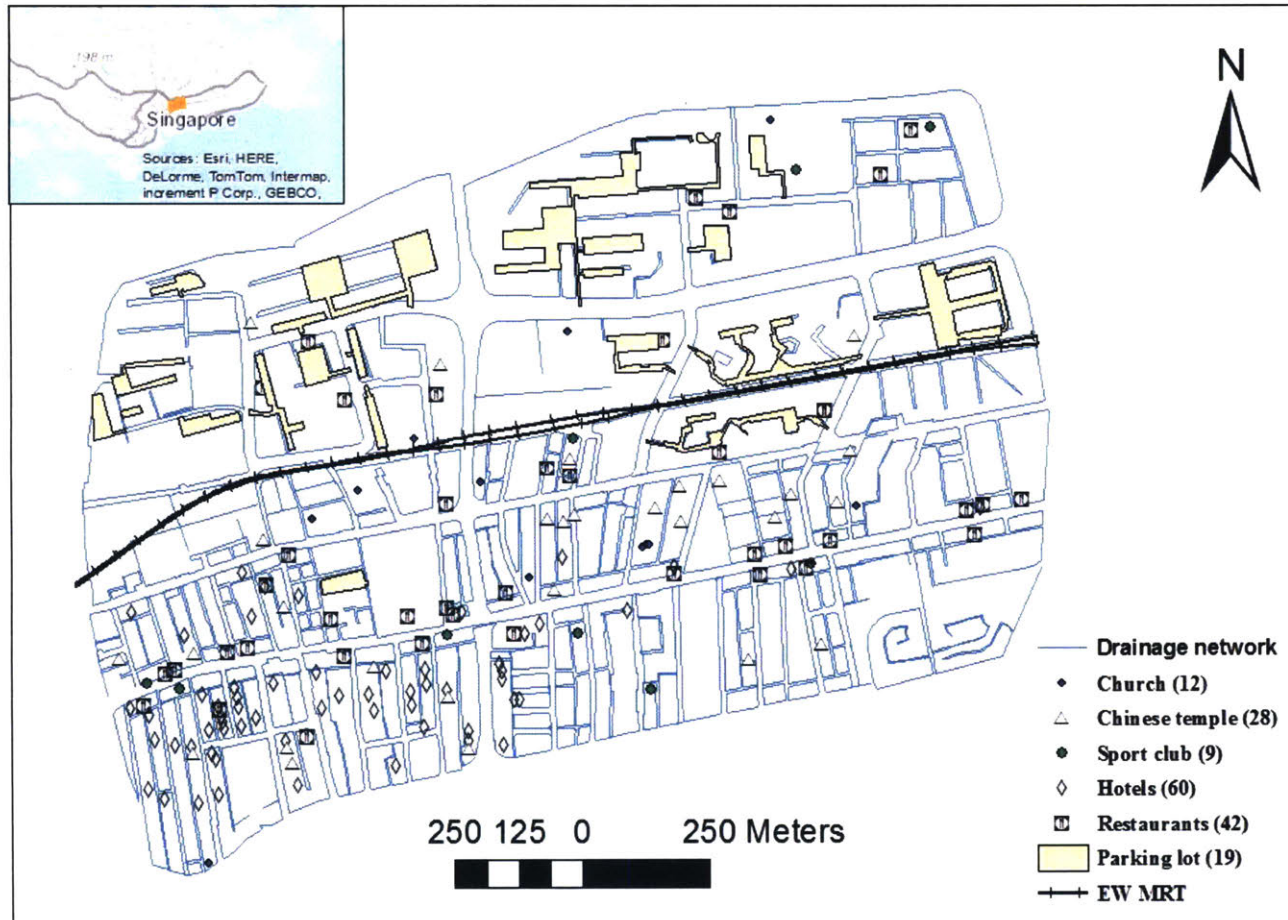 198 m
Singapore
Sources: Esri, HERE,
DeLorme, TomTom, Intermap,
increment P Corp., GEBCO,
N
Drainage network
Church (12)
Chinese temple (28)
Sport club (9)
Hotels (60)
Restaurants (42)
Parking lot (19)
EW MRT
250 125 0 250 Meters